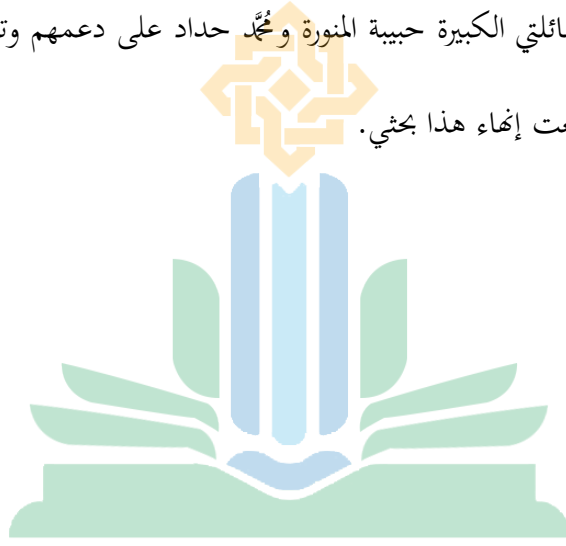 الكبيرة حبيبة المنورة ومُحَمَّد حداد على دعمهم
إنهاء هذا بحثي.